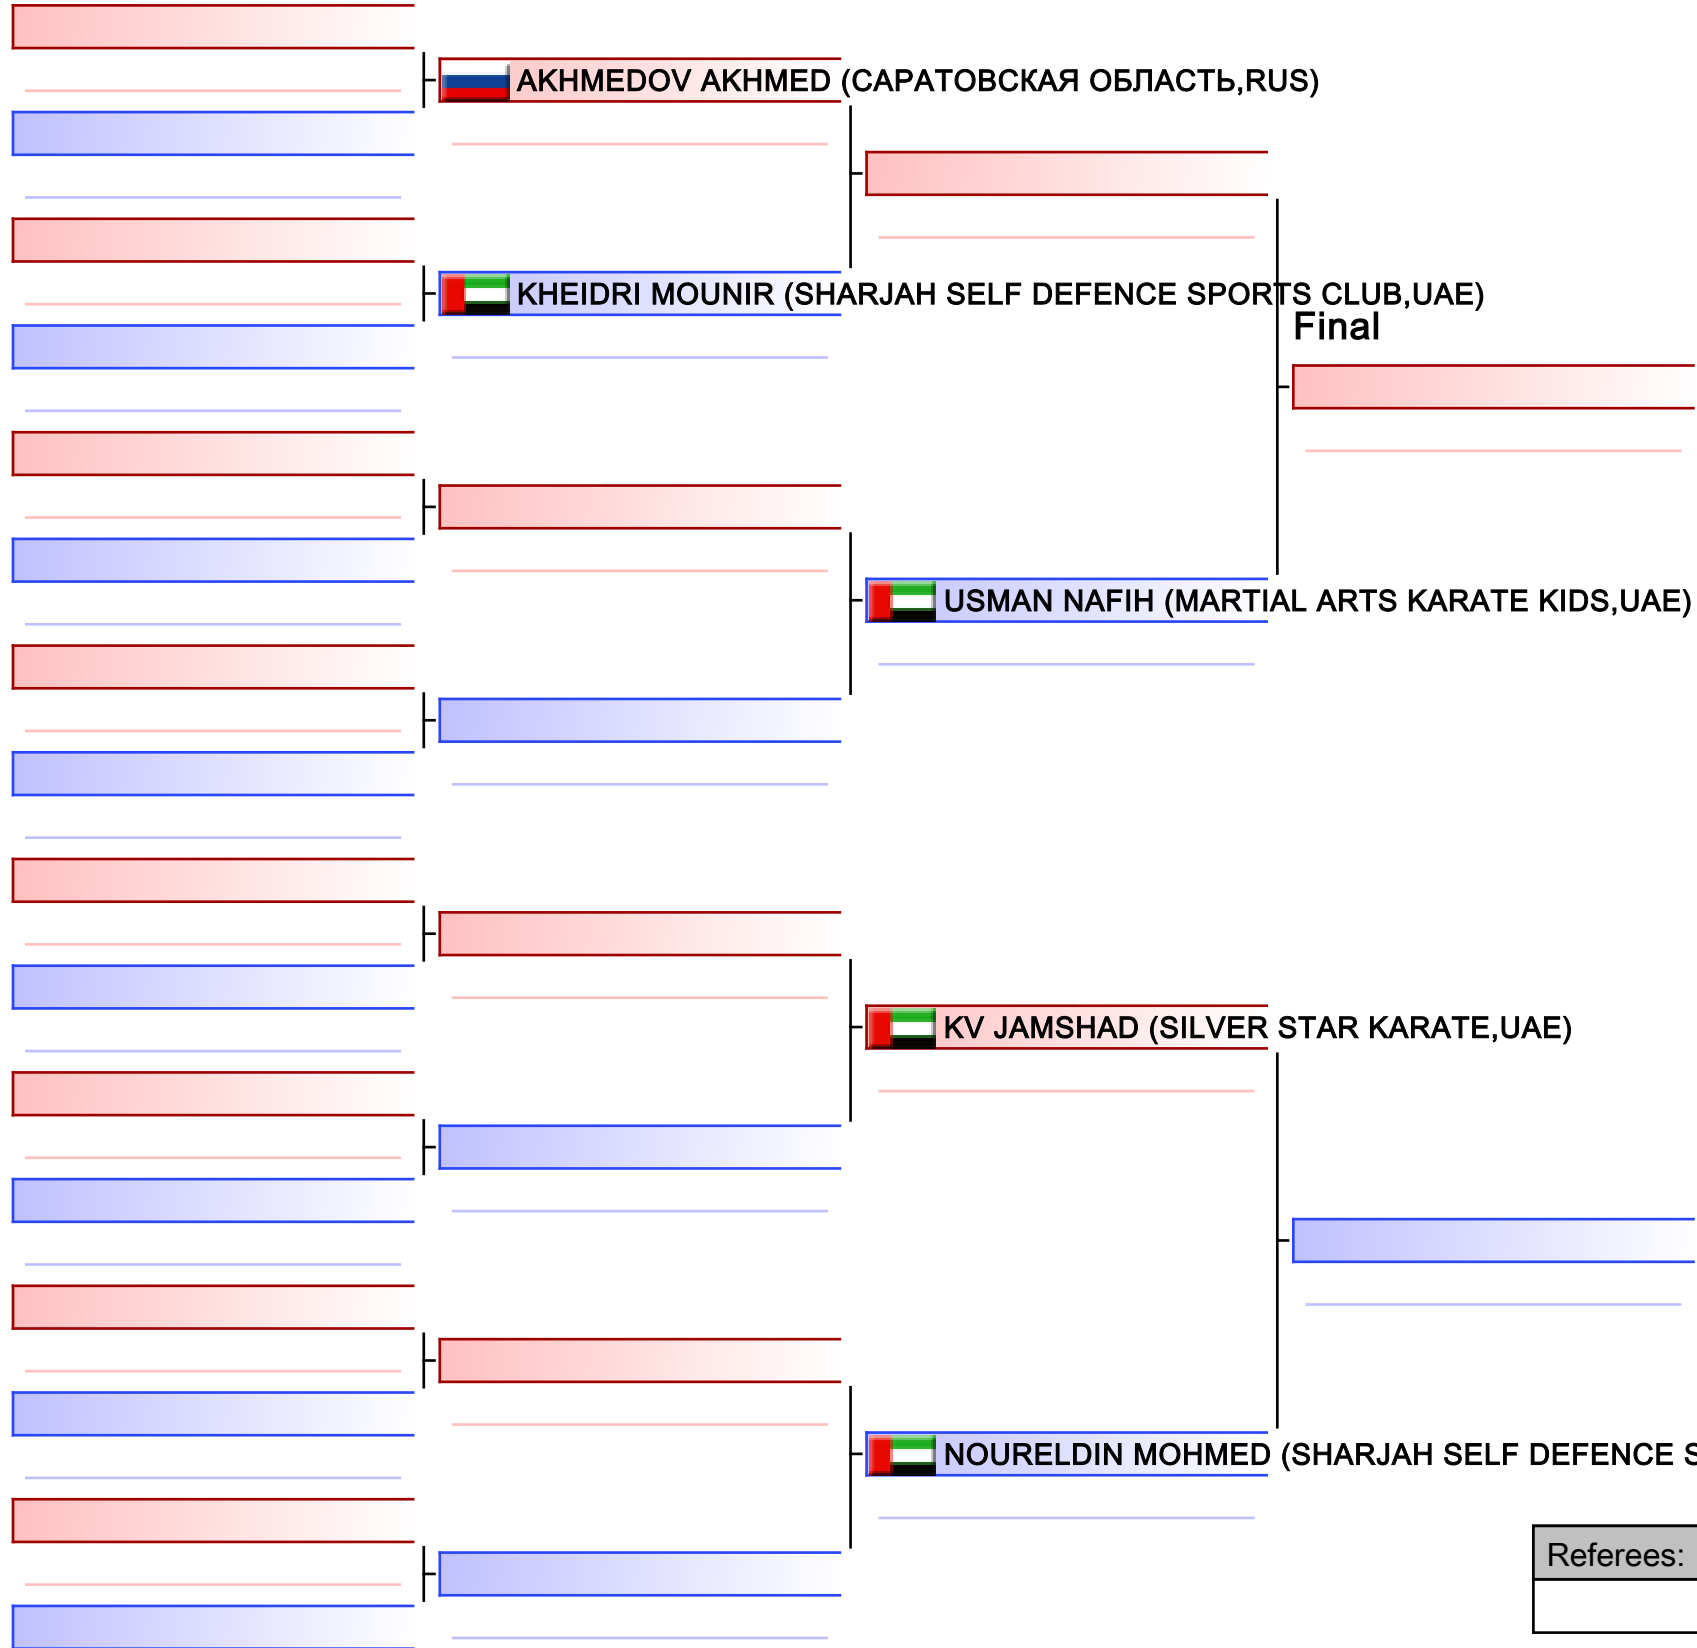 AKHMEDOV AKHMED (САРАТОВСКАЯ ОБЛАСТЬ,RUS)
KHEIDRI MOUNIR (SHARJAH SELF DEFENCE SPORTS CLUB,UAE)
Final
USMAN NAFIH (MARTIAL ARTS KARATE KIDS,UAE)
KV JAMSHAD (SILVER STAR KARATE,UAE)
NOURELDIN MOHMED (SHARJAH SELF DEFENCE S
Referees: